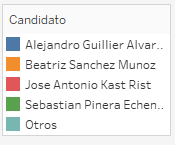 Candidato
Alejandro Guillier Alvar..
Beatriz Sanchez Munoz
Jose Antonio Kast Rist
Sebastian Pinera Echen..
Otros